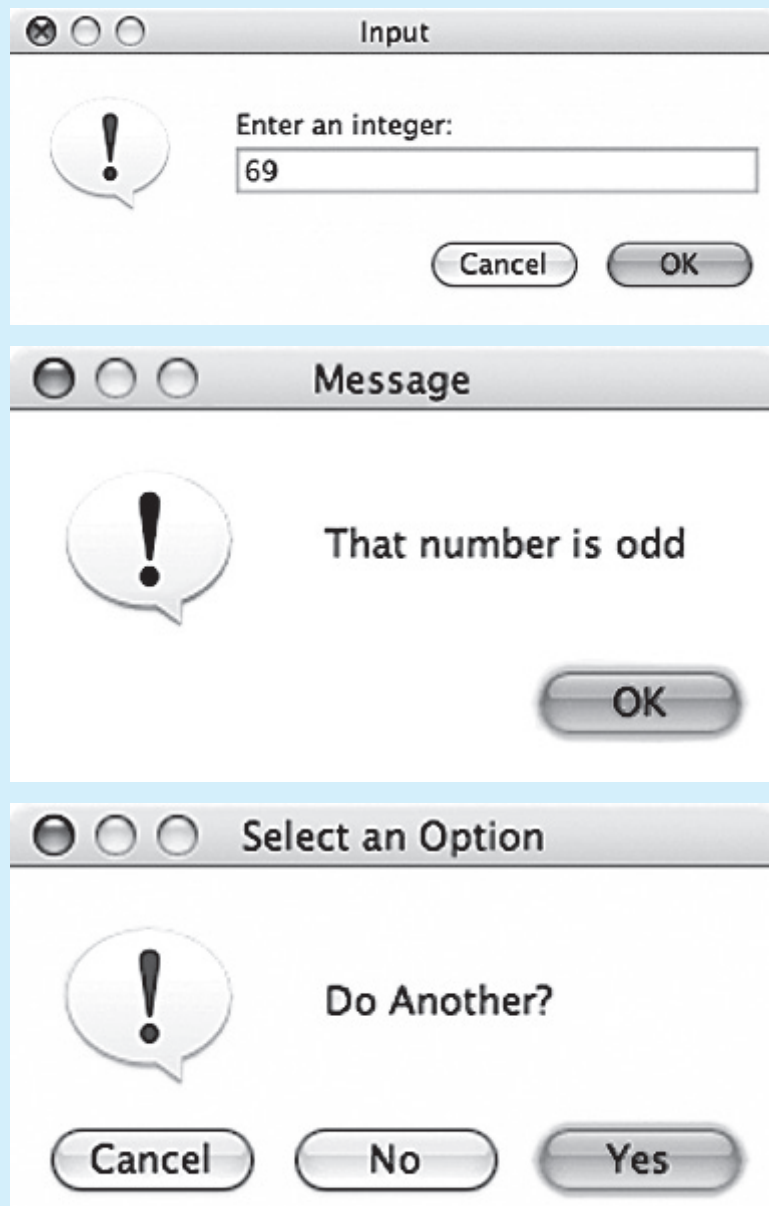 Input
Enter an integer:
69
Cancel OK
Message
That number is odd
OK
Select an Option
Do Another?
Cancel No Yes